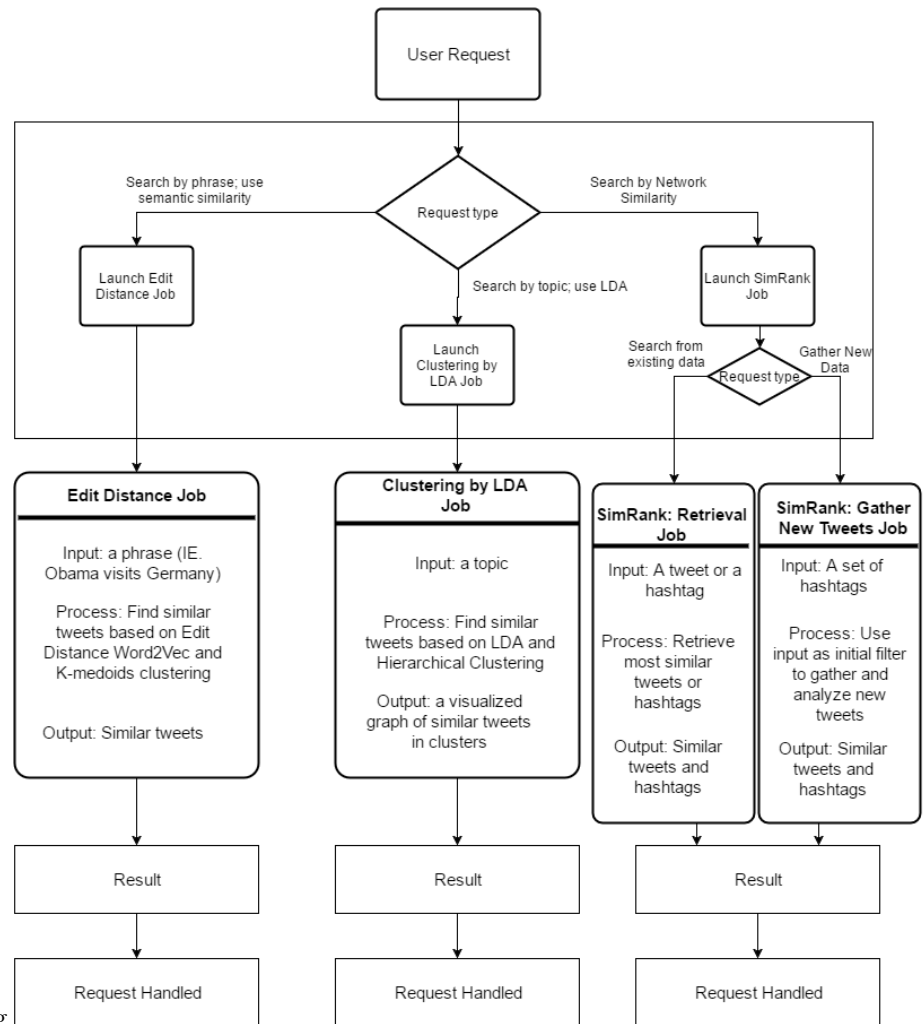 User Request
Request type
Search by phrase; use
semantic similarity
Search by Network
Similarity
Search by topic; use LDA
Launch Edit
Distance Job
Launch
Clustering by
LDA Job
Launch SimRank
Job
Search from
existing data
Request type
Gather New
Data
Edit Distance Job
Input: a phrase (IE.
Obama visits Germany)
Process: Find similar
tweets based on Edit
Distance Word2Vec and
K-medoids clustering
Output: Similar tweets
Clustering by LDA
Job
Input: a topic
Process: Find similar
tweets based on LDA and
Hierarchical Clustering
Output: a visualized
graph of similar tweets
in clusters
SimRank: Retrieval
Job
Input: A tweet or a
hashtag
Process: Retrieve
most similar
tweets or
hashtags
Output: Similar
tweets and
hashtags
SimRank: Gather
New Tweets Job
Input: A set of
hashtags
Process: Use
input as initial filter
to gather and
analyze new
tweets
Output: Similar
tweets and
hashtags
Result
Result
Result
Request Handled
Request Handled
Request Handled